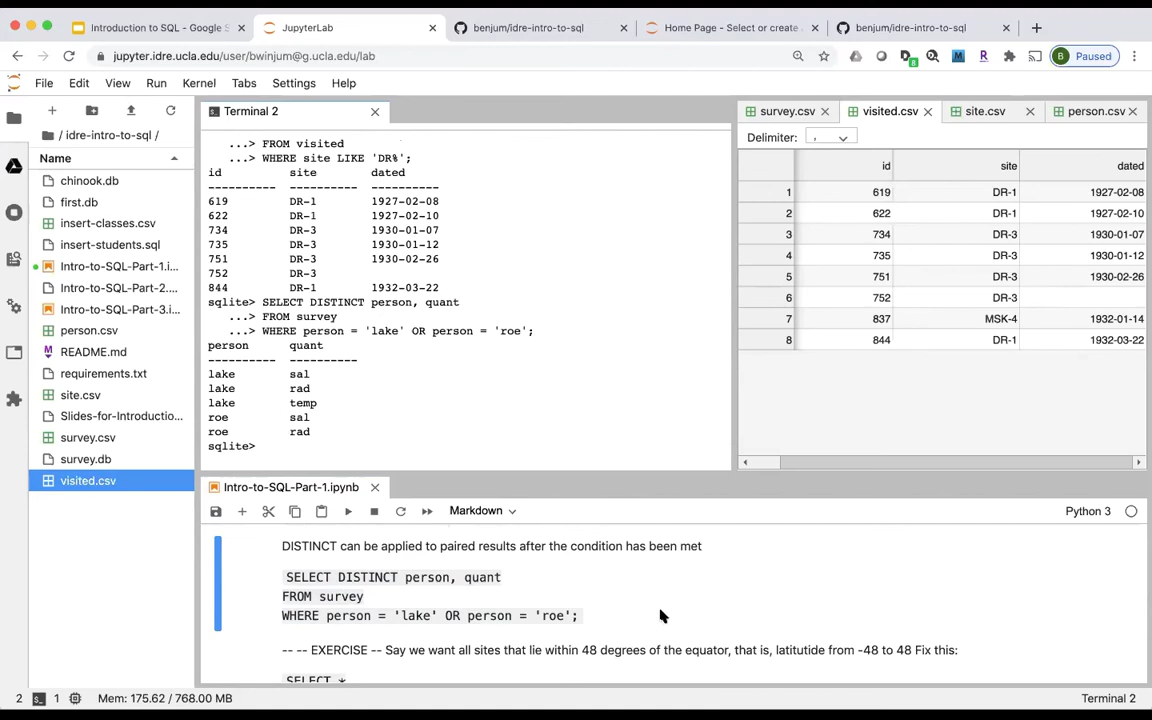 Introduction to SQL - Google S
JupyterLab
benjum/idre-intro-to-sql
Home Page - Select or create
benjum/idre-intro-to-sql
jupyter.idre.ucla.edu/user/bwinjum@g.ucla.edu/lab
8
M
R
B
Paused
File Edit View Run Kernel Tabs Settings Help
/ idre-intro-to-sql /
Name
chinook.db
first.db
insert-classes.csv
insert-students.sql
Intro-to-SQL-Part-1.i...
Intro-to-SQL-Part-2....
Intro-to-SQL-Part-3.i...
person.csv
README.md
requirements.txt
site.csv
Slides-for-Introductio...
survey.csv
survey.db
visited.csv
Terminal 2
...> FROM visited
...> WHERE site LIKE 'DR%';
id site dated
---------- ---------- ----------
619 DR-1 1927-02-08
622 DR-1 1927-02-10
734 DR-3 1930-01-07
735 DR-3 1930-01-12
751 DR-3 1930-02-26
752 DR-3
844 DR-1 1932-03-22
sqlite> SELECT DISTINCT person, quant
...> FROM survey
...> WHERE person = 'lake' OR person = 'roe';
person quant
---------- ----------
lake sal
lake rad
lake temp
roe sal
roe rad
sqlite>
survey.csv visited.csv site.csv person.csv
Delimiter: ,
id site dated
1 619 DR-1 1927-02-08
2 622 DR-1 1927-02-10
3 734 DR-3 1930-01-07
4 735 DR-3 1930-01-12
5 751 DR-3 1930-02-26
6 752 DR-3
7 837 MSK-4 1932-01-14
8 844 DR-1 1932-03-22
Intro-to-SQL-Part-1.ipynb
Markdown
Python 3
DISTINCT can be applied to paired results after the condition has been met
SELECT DISTINCT person, quant
FROM survey
WHERE person = 'lake' OR person = 'roe';
-- -- EXERCISE -- Say we want all sites that lie within 48 degrees of the equator, that is, latitutide from -48 to 48 Fix this:
SELECT *
2 1 Mem: 175.62 / 768.00 MB
Terminal 2